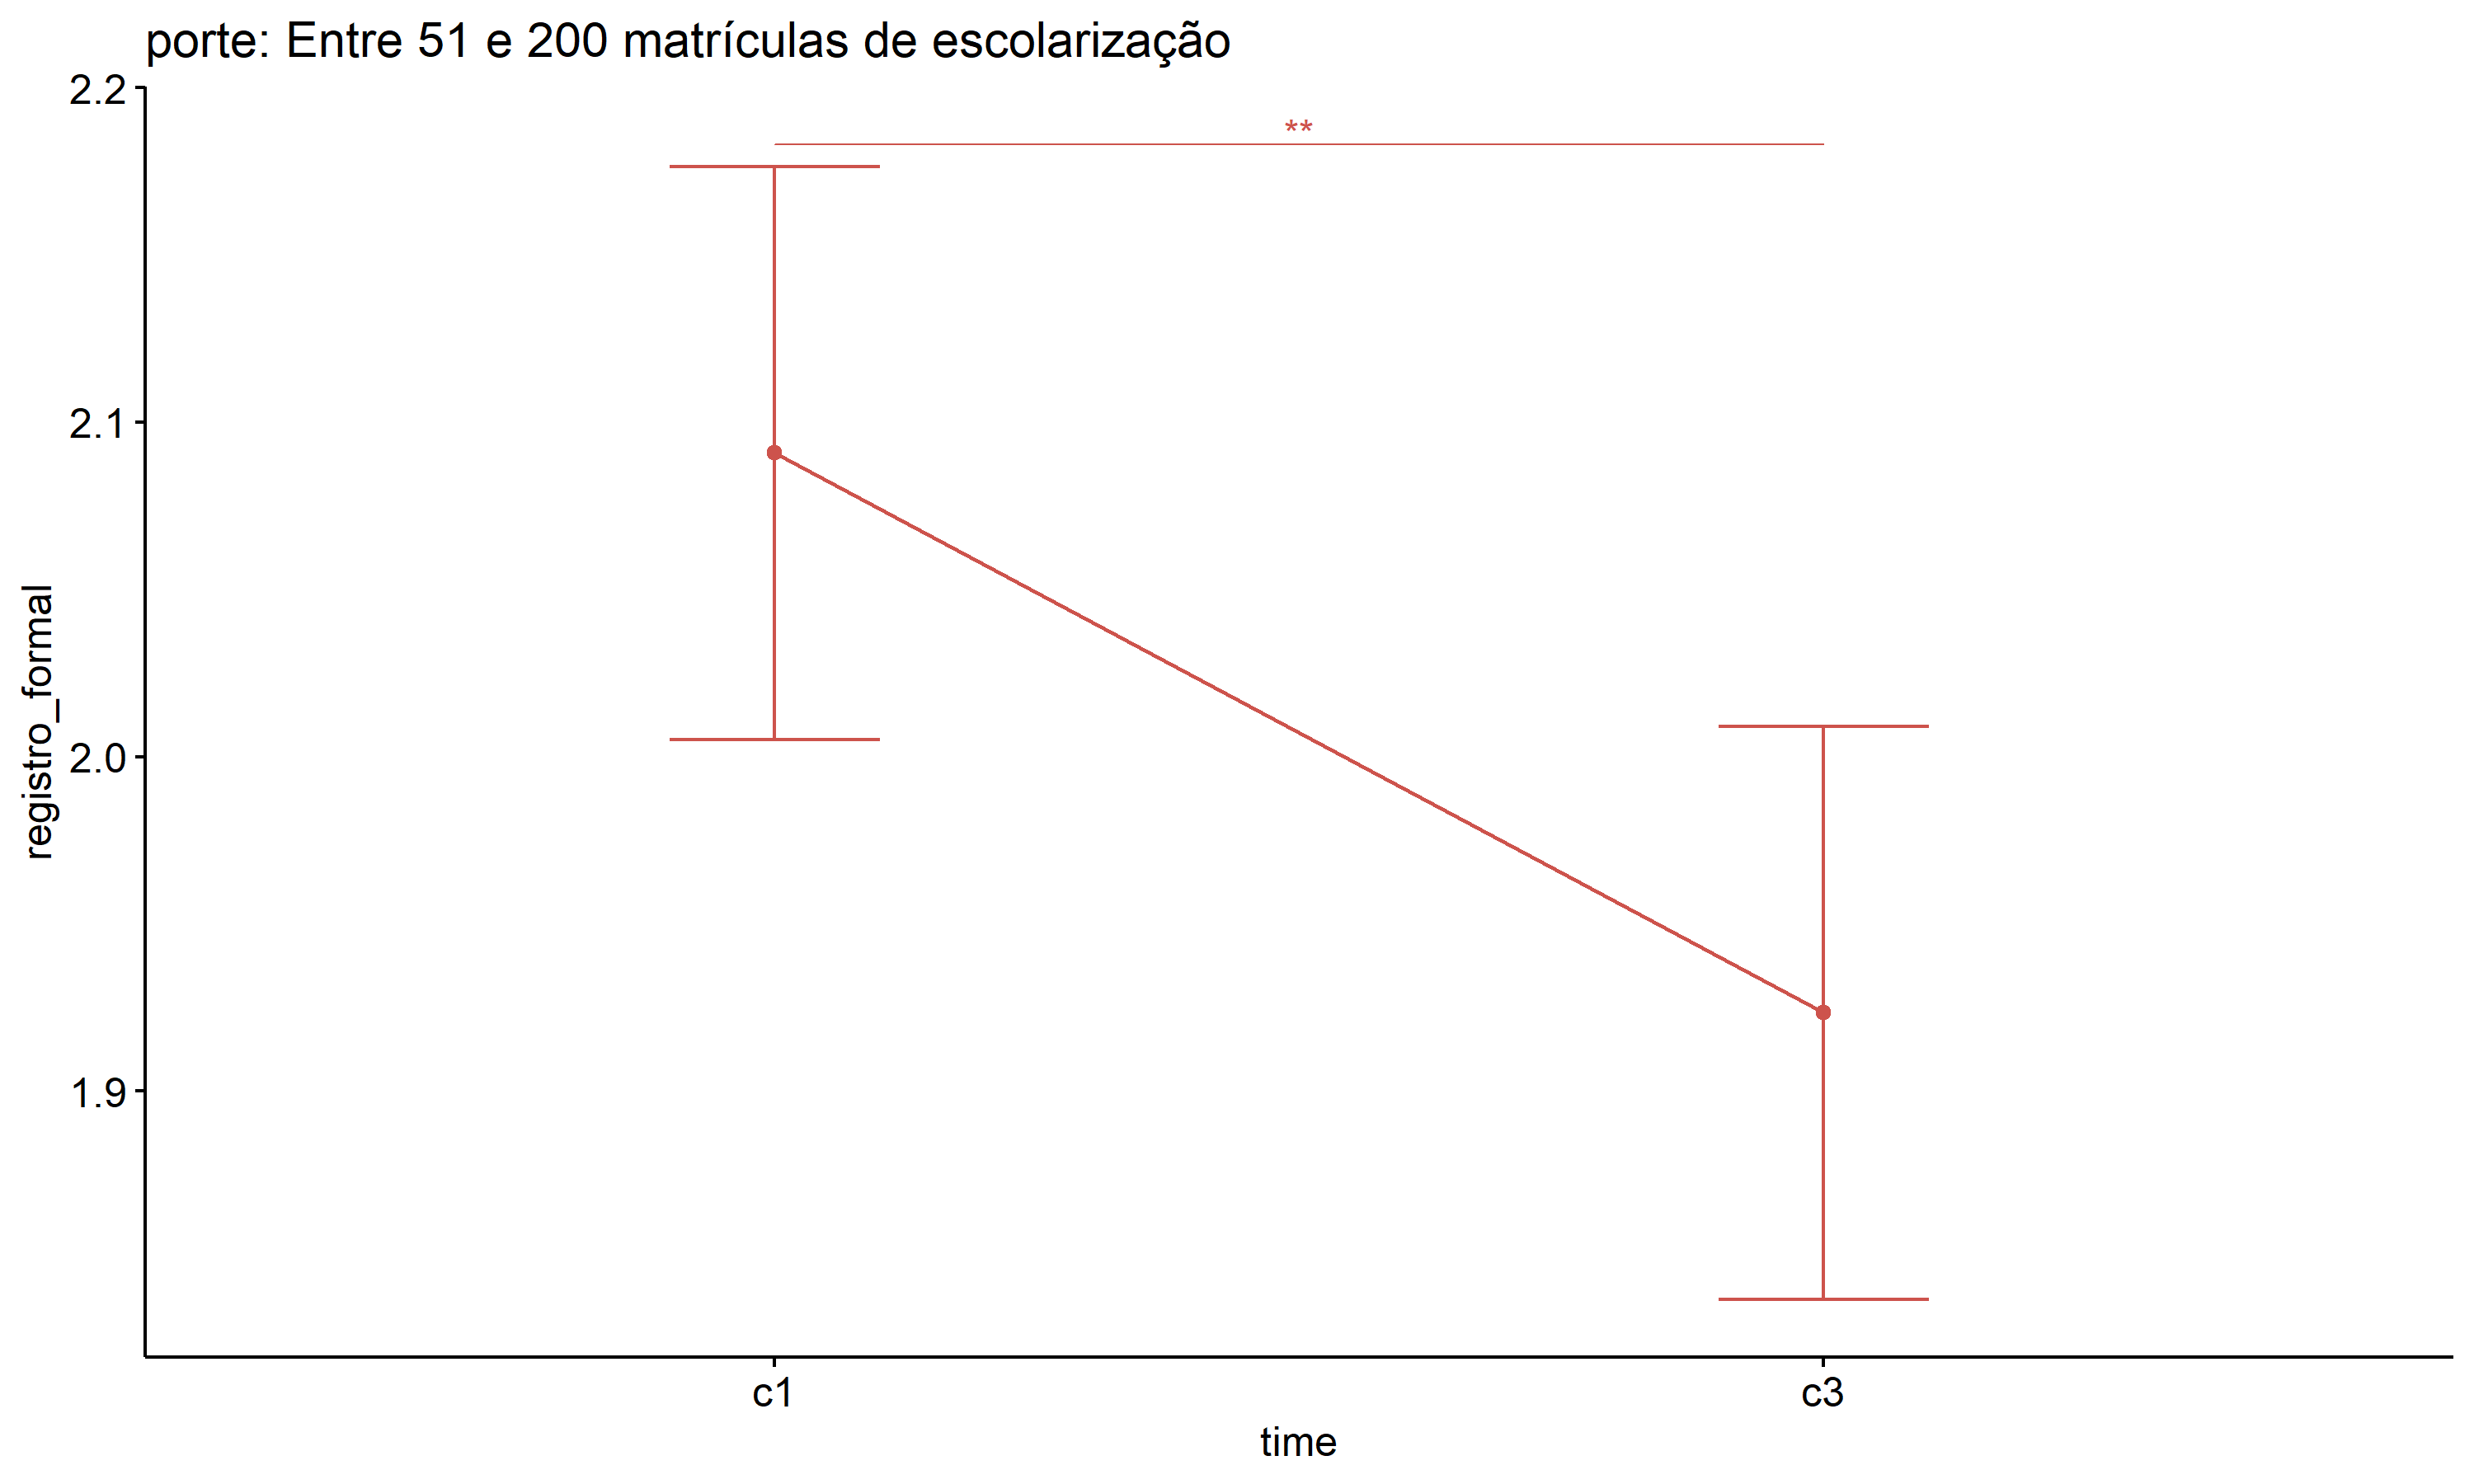 porte: Entre 51 e 200 matrículas de escolarização
2.2
**
2.1
2.0
1.9
registro_formal
c1
c3
time